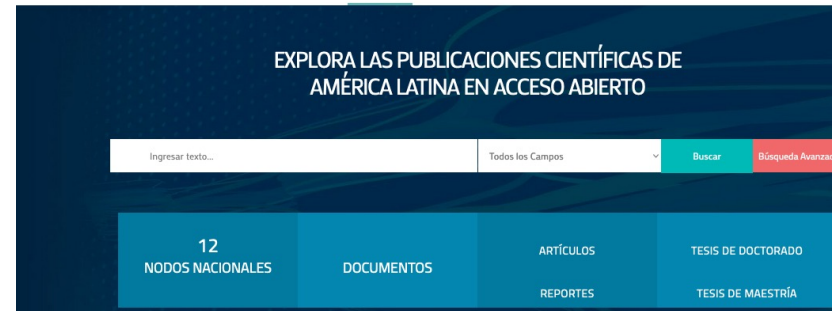 EXPLORA LAS PUBLICACIONES CIENTÍFICAS DE
AMÉRICA LATINA EN ACCESO ABIERTO
Ingresar texto...
Todos los Campos
Buscar
Búsqueda Avanzad
12
NODOS NACIONALES
DOCUMENTOS
ARTÍCULOS
REPORTES
TESIS DE DOCTORADO
TESIS DE MAESTRÍA